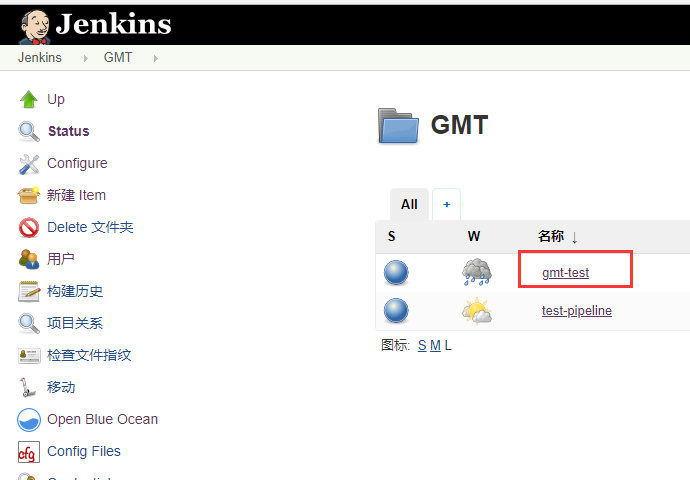 Jenkins
Jenkins GMT
Up
Status
Configure
新建 Item
Delete 文件夹
用户
构建历史
项目关系
检查文件指纹
移动
Open Blue Ocean
cfg Config Files
GMT
All +
S W 名称 ↓
gmt-test
test-pipeline
图标: S M L